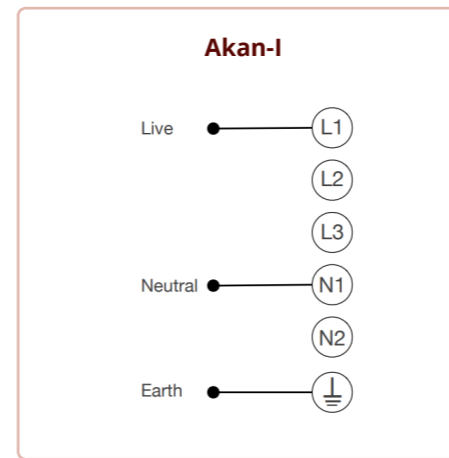 Akan-I
Live L1
L2
L3
Neutral N1
N2
Earth